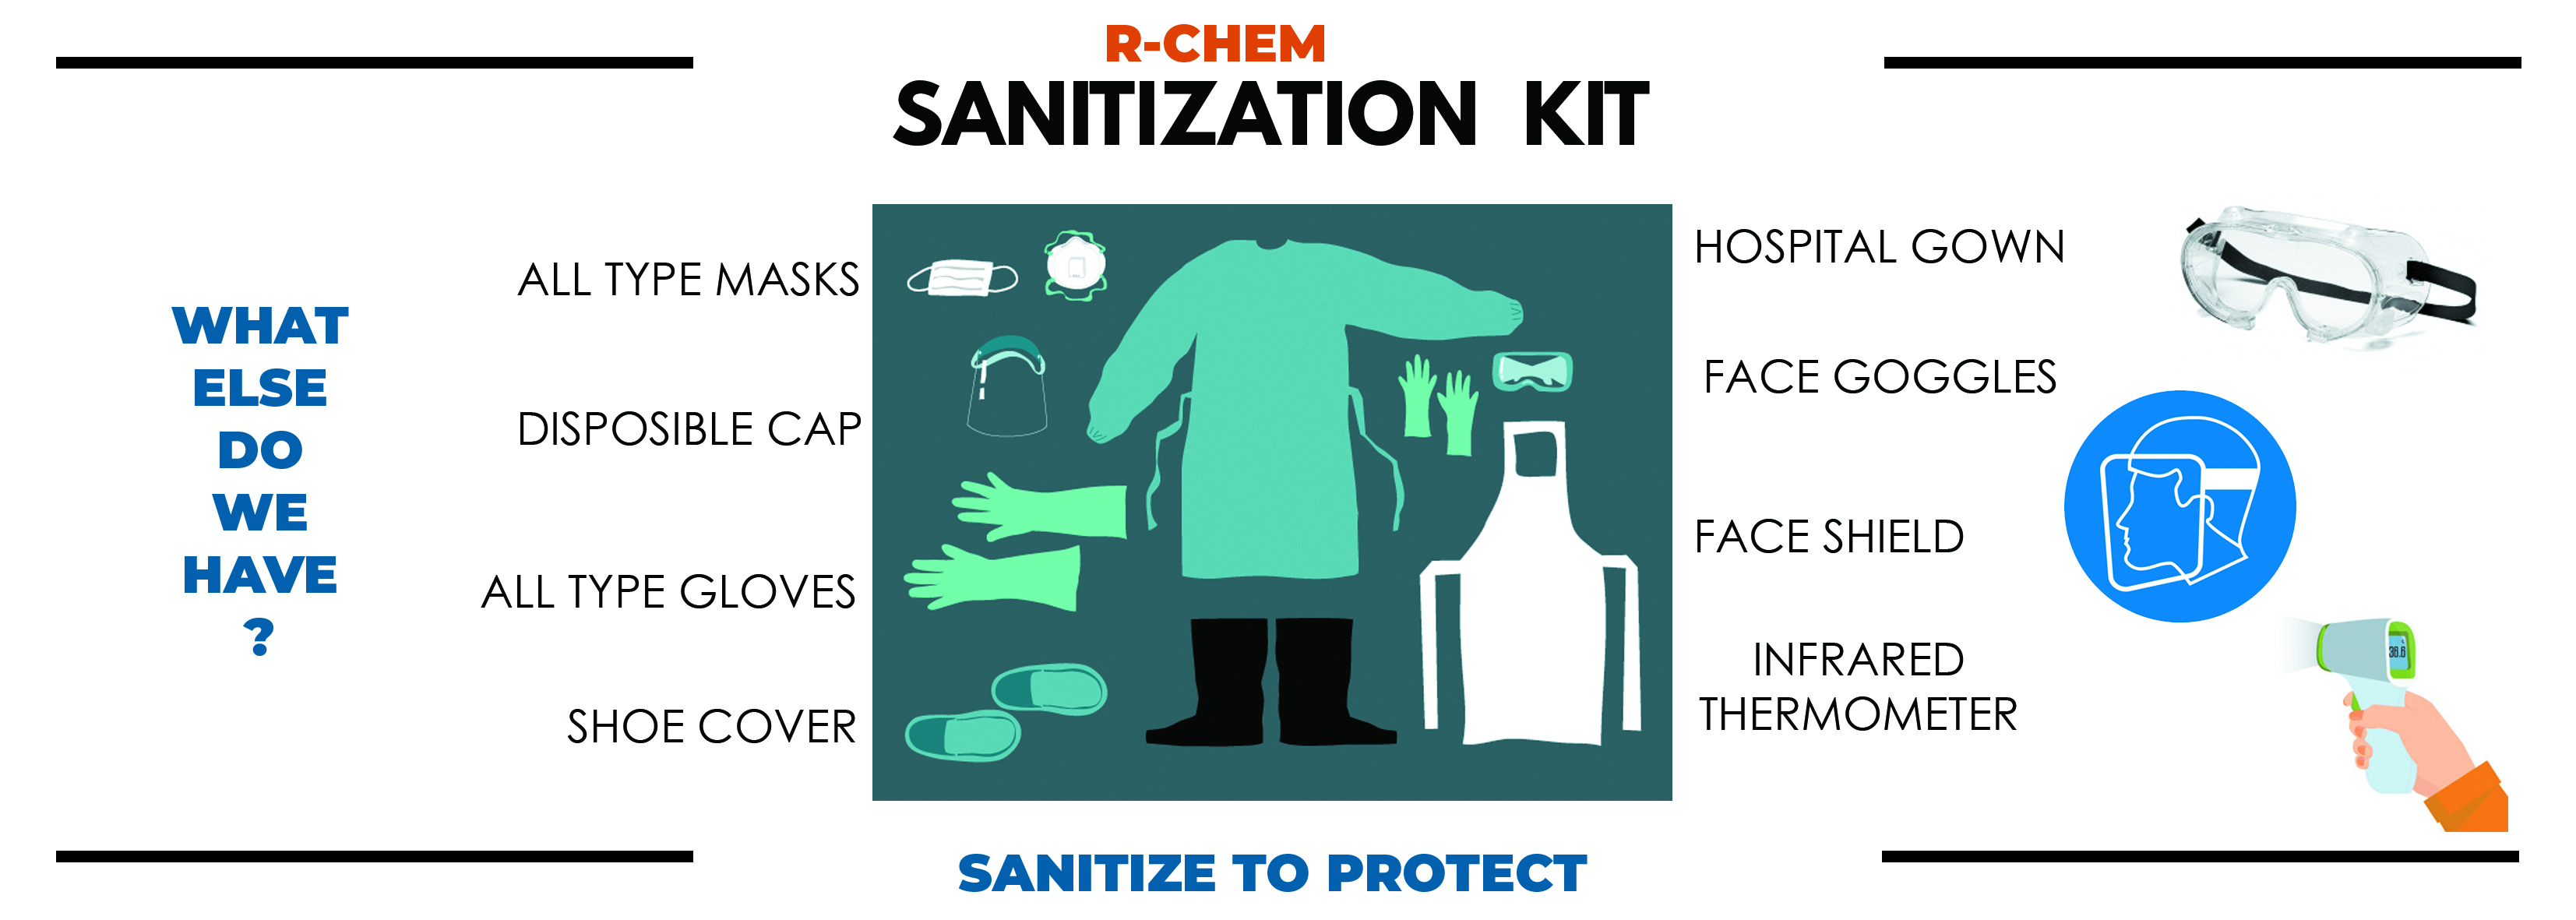 R-CHEM
SANITIZATION KIT
WHAT
ELSE
DO
WE
HAVE
?
ALL TYPE MASKS
DISPOSIBLE CAP
ALL TYPE GLOVES
SHOE COVER
HOSPITAL GOWN
FACE GOGGLES
FACE SHIELD
INFRARED
THERMOMETER
36.6
SANITIZE TO PROTECT